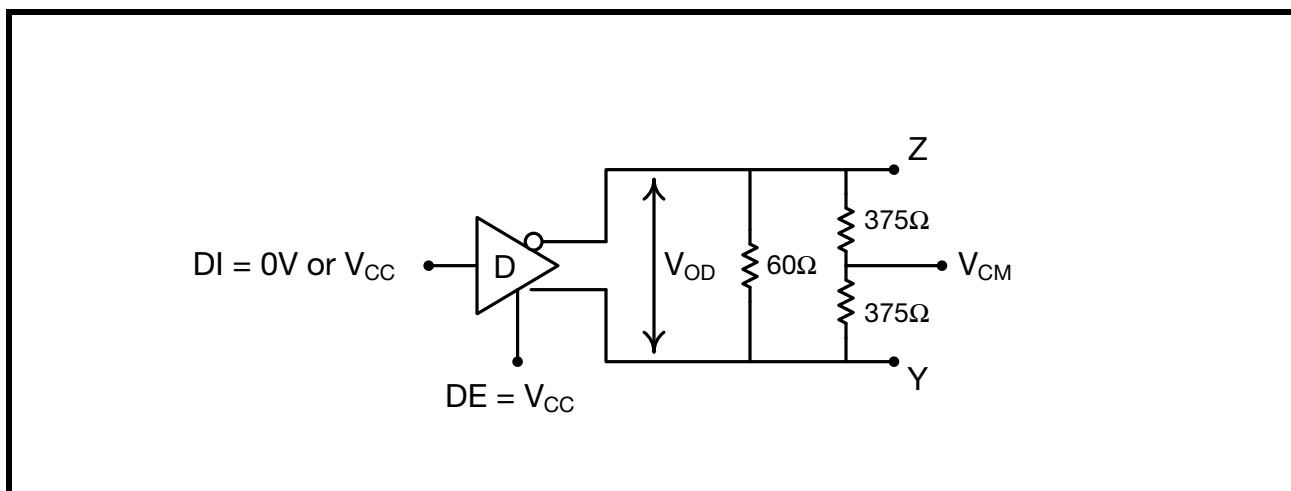 Z
375Ω
DI = 0V or VCC
D
VOD
60Ω
VCM
375Ω
Y
DE = VCC